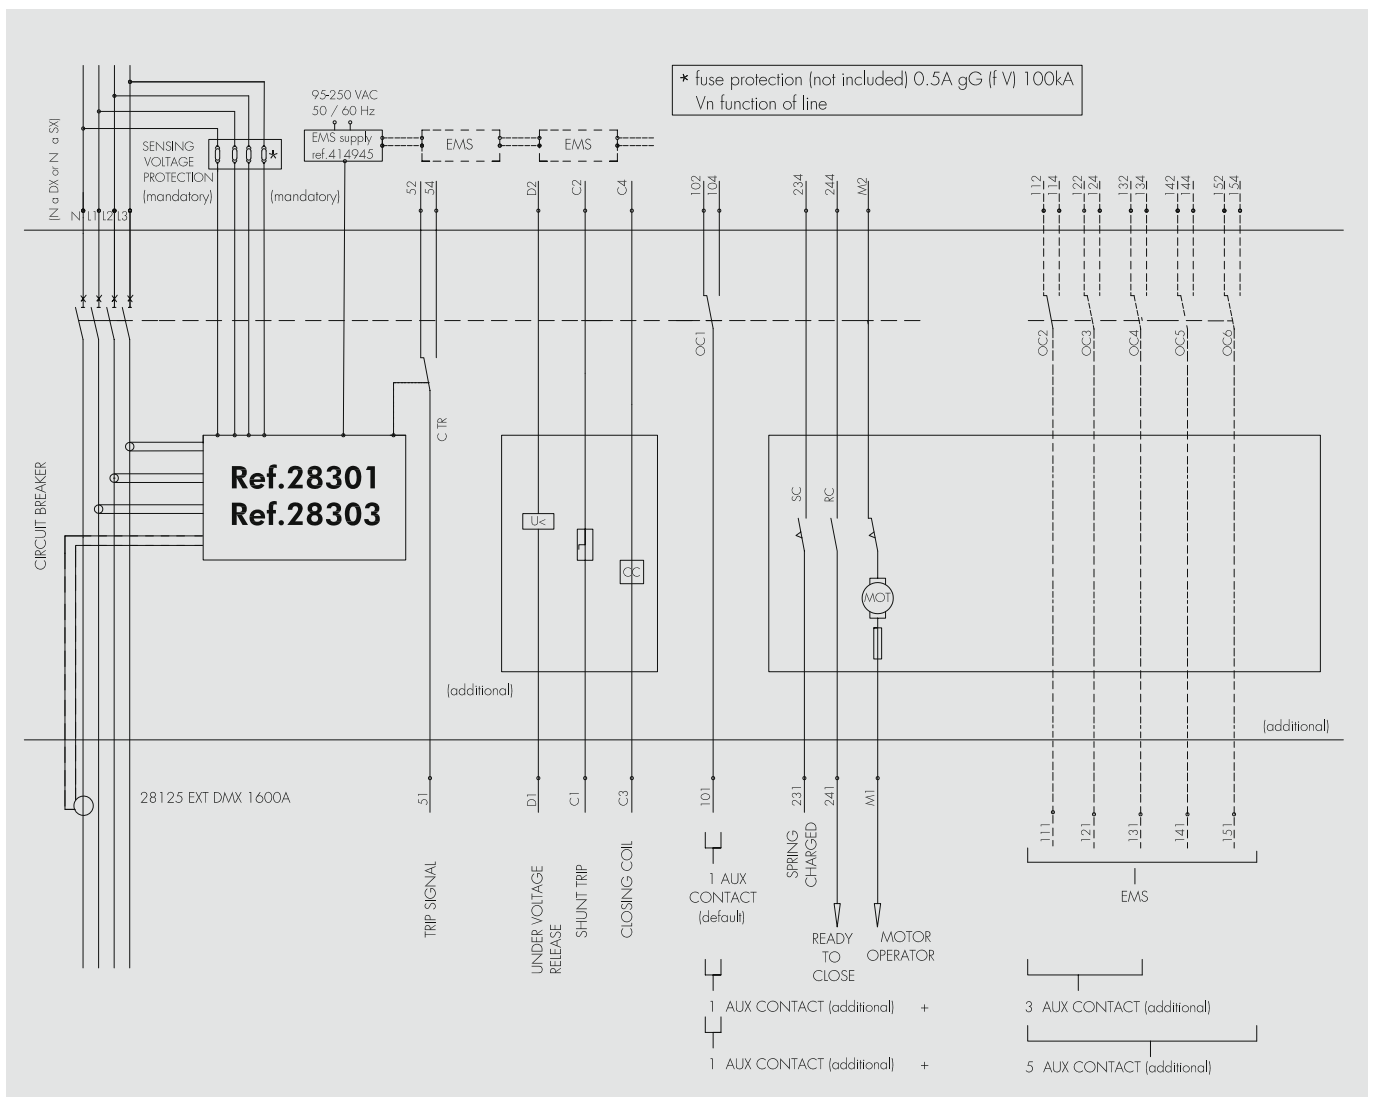 * fuse protection (not included) 0.5A gG (f V) 100kA
Vn function of line
95-250 VAC
50 / 60 Hz
EMS supply
ref.414945
EMS
EMS
SENSING
VOLTAGE
PROTECTION
(mandatory)
*
(mandatory)
(N a DX or N a SX)
N L1 L2 L3
52
54
D2
C2
C4
102
104
234
244
M2
112
114
122
124
132
134
142
144
152
154
OC1
OC2
OC3
OC4
OC5
OC6
C TR
CIRCUIT BREAKER
Ref.28301
Ref.28303
U<
CC
SC
RC
MOT
(additional)
(additional)
28125 EXT DMX 1600A
51
D1
C1
C3
101
231
241
M1
111
121
131
141
151
TRIP SIGNAL
UNDER VOLTAGE
RELEASE
SHUNT TRIP
CLOSING COIL
1 AUX
CONTACT
(default)
SPRING
CHARGED
READY
TO
CLOSE
MOTOR
OPERATOR
EMS
1 AUX CONTACT (additional) + 3 AUX CONTACT (additional)
1 AUX CONTACT (additional) + 5 AUX CONTACT (additional)